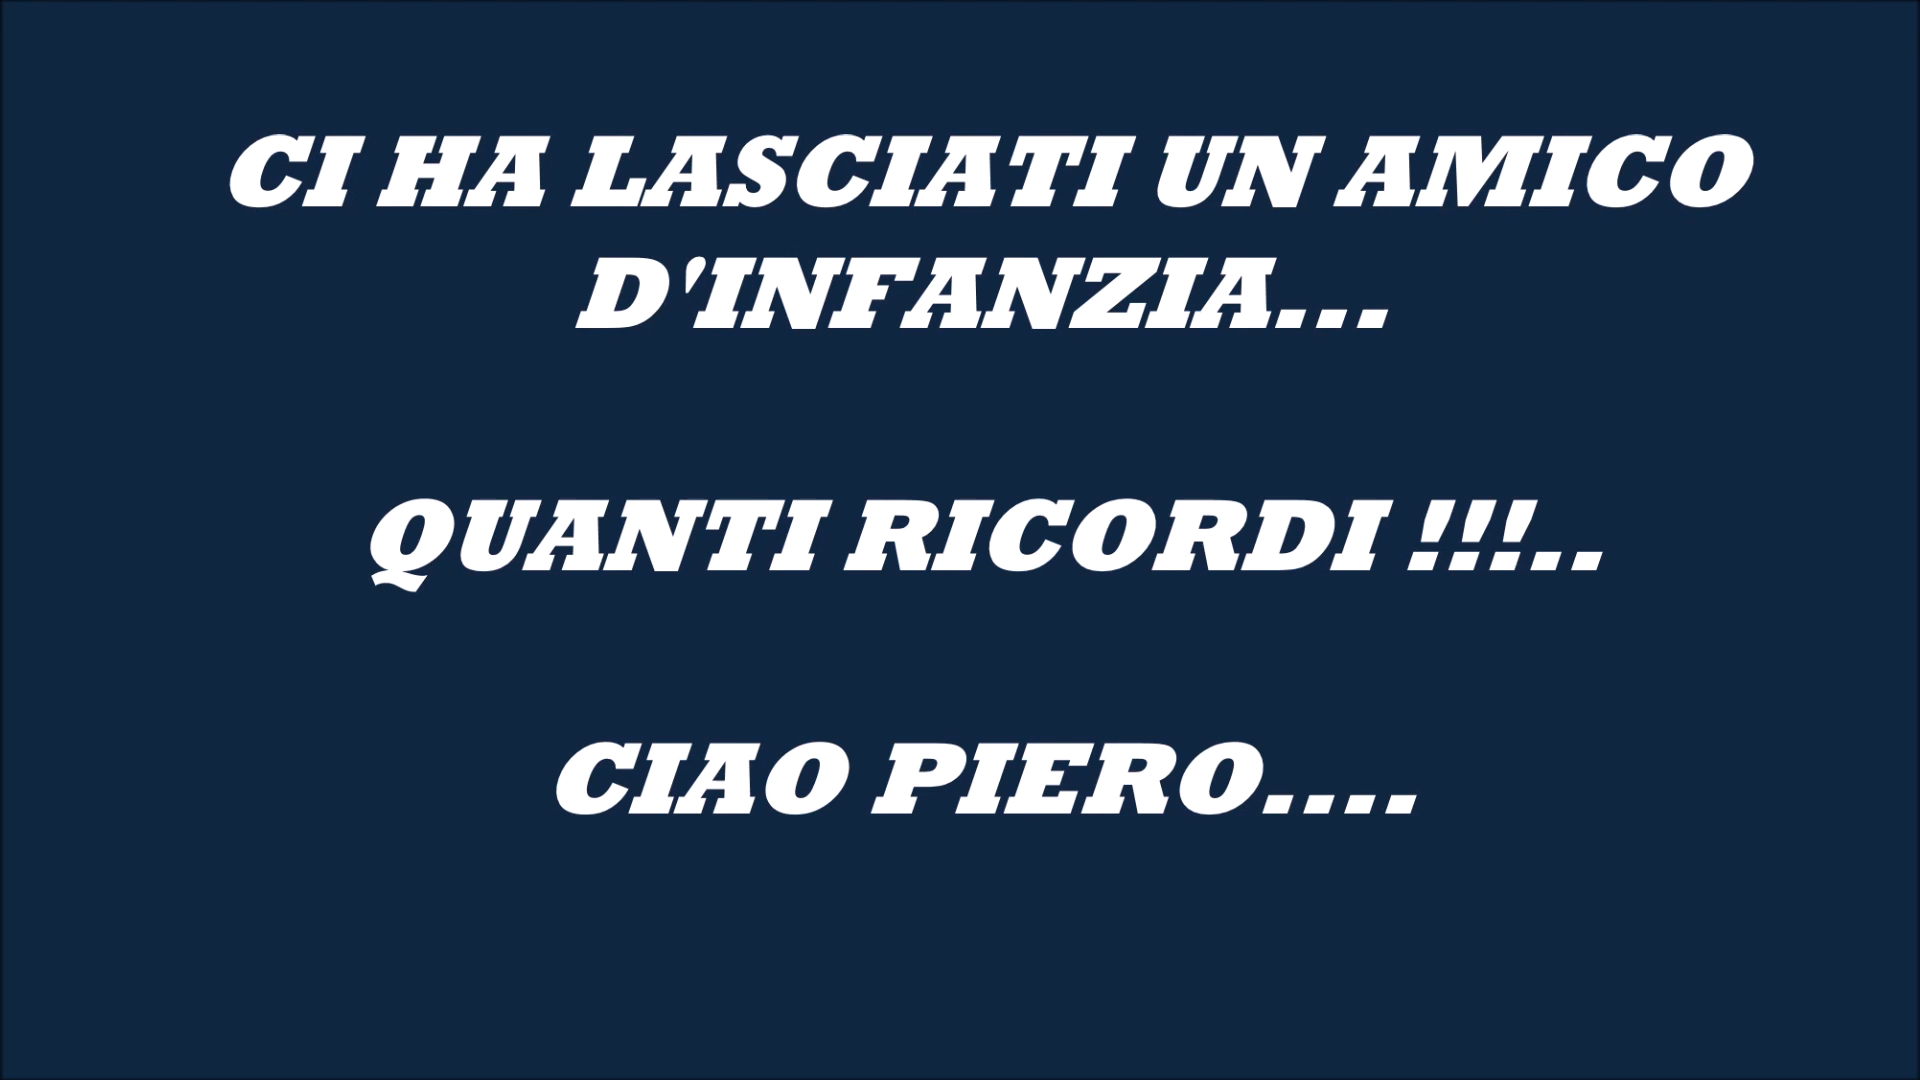 CI HA LASCIATI UN AMICO
D'INFANZIA...
QUANTI RICORDI !!!..
CIAO PIERO....